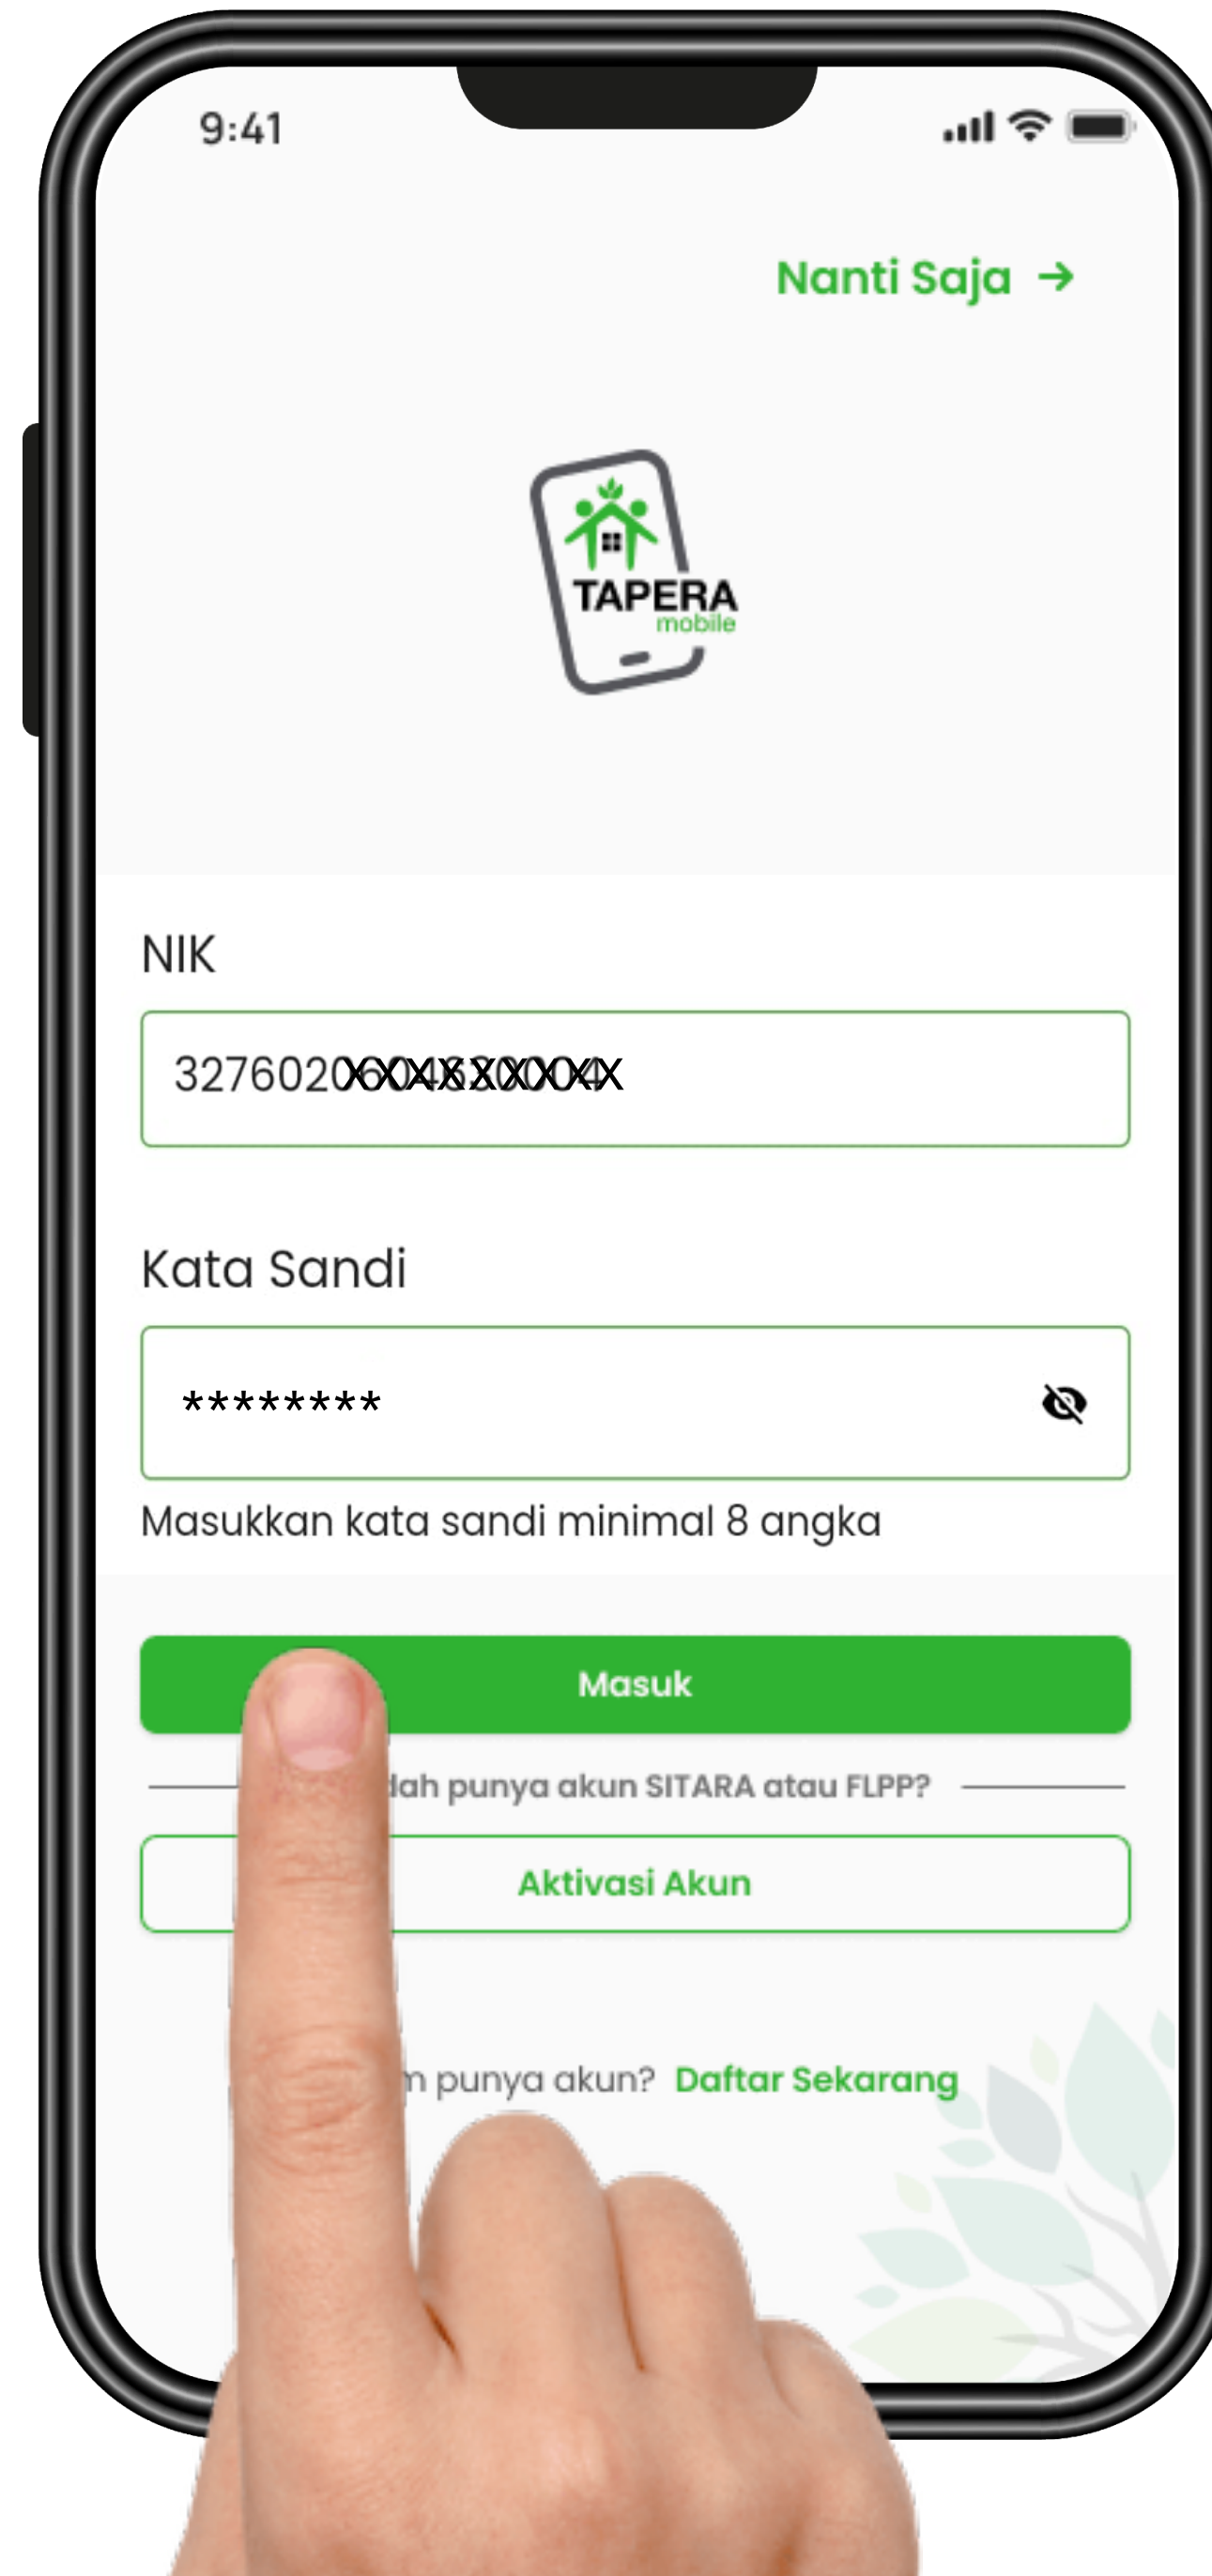 9:41
Nanti Saja →
TAPERA
mobile
NIK
3276020XXXXXXXXX
Kata Sandi
********
Masukkan kata sandi minimal 8 angka
Masuk
punya akun SITARA atau FLPP?
Aktivasi Akun
punya akun? Daftar Sekarang